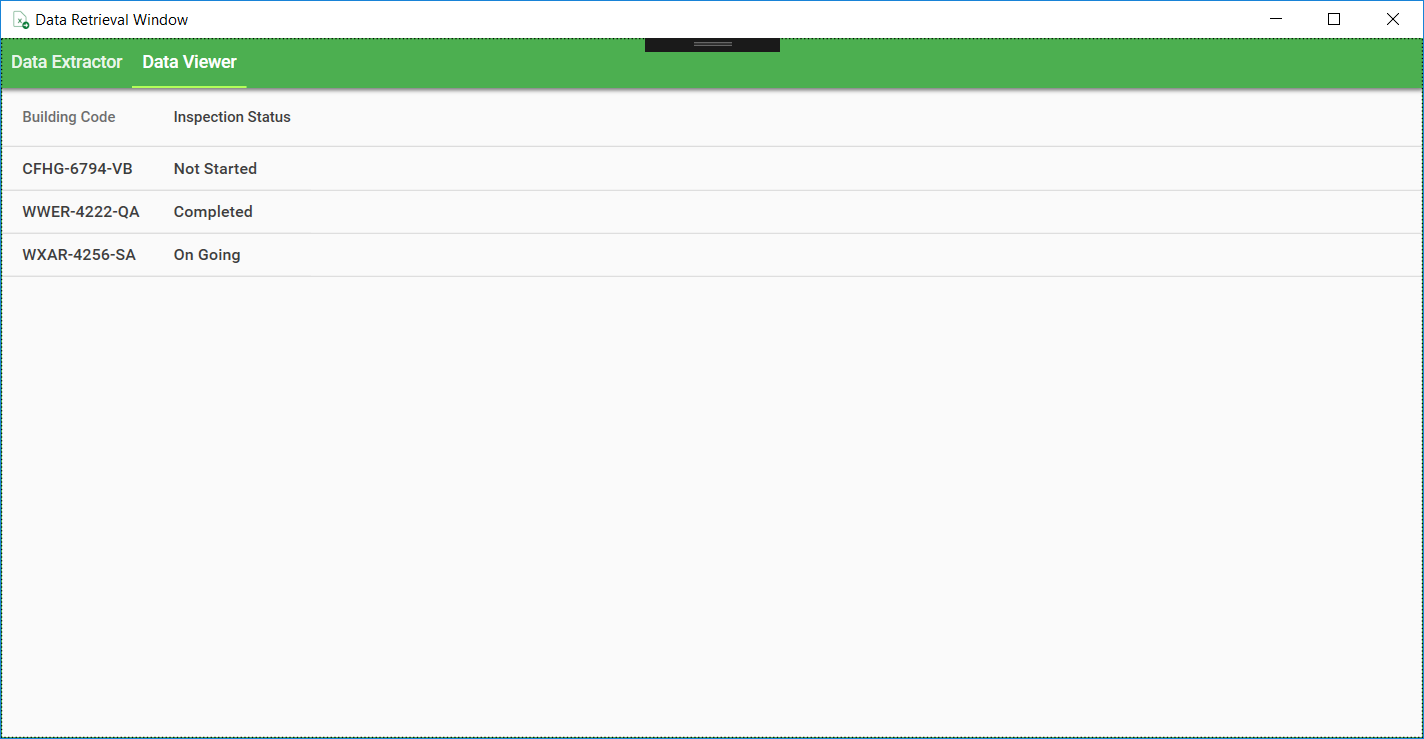 Data Retrieval Window
Data Extractor Data Viewer
Building Code Inspection Status
CFHG-6794-VB Not Started
WWER-4222-QA Completed
WXAR-4256-SA On Going